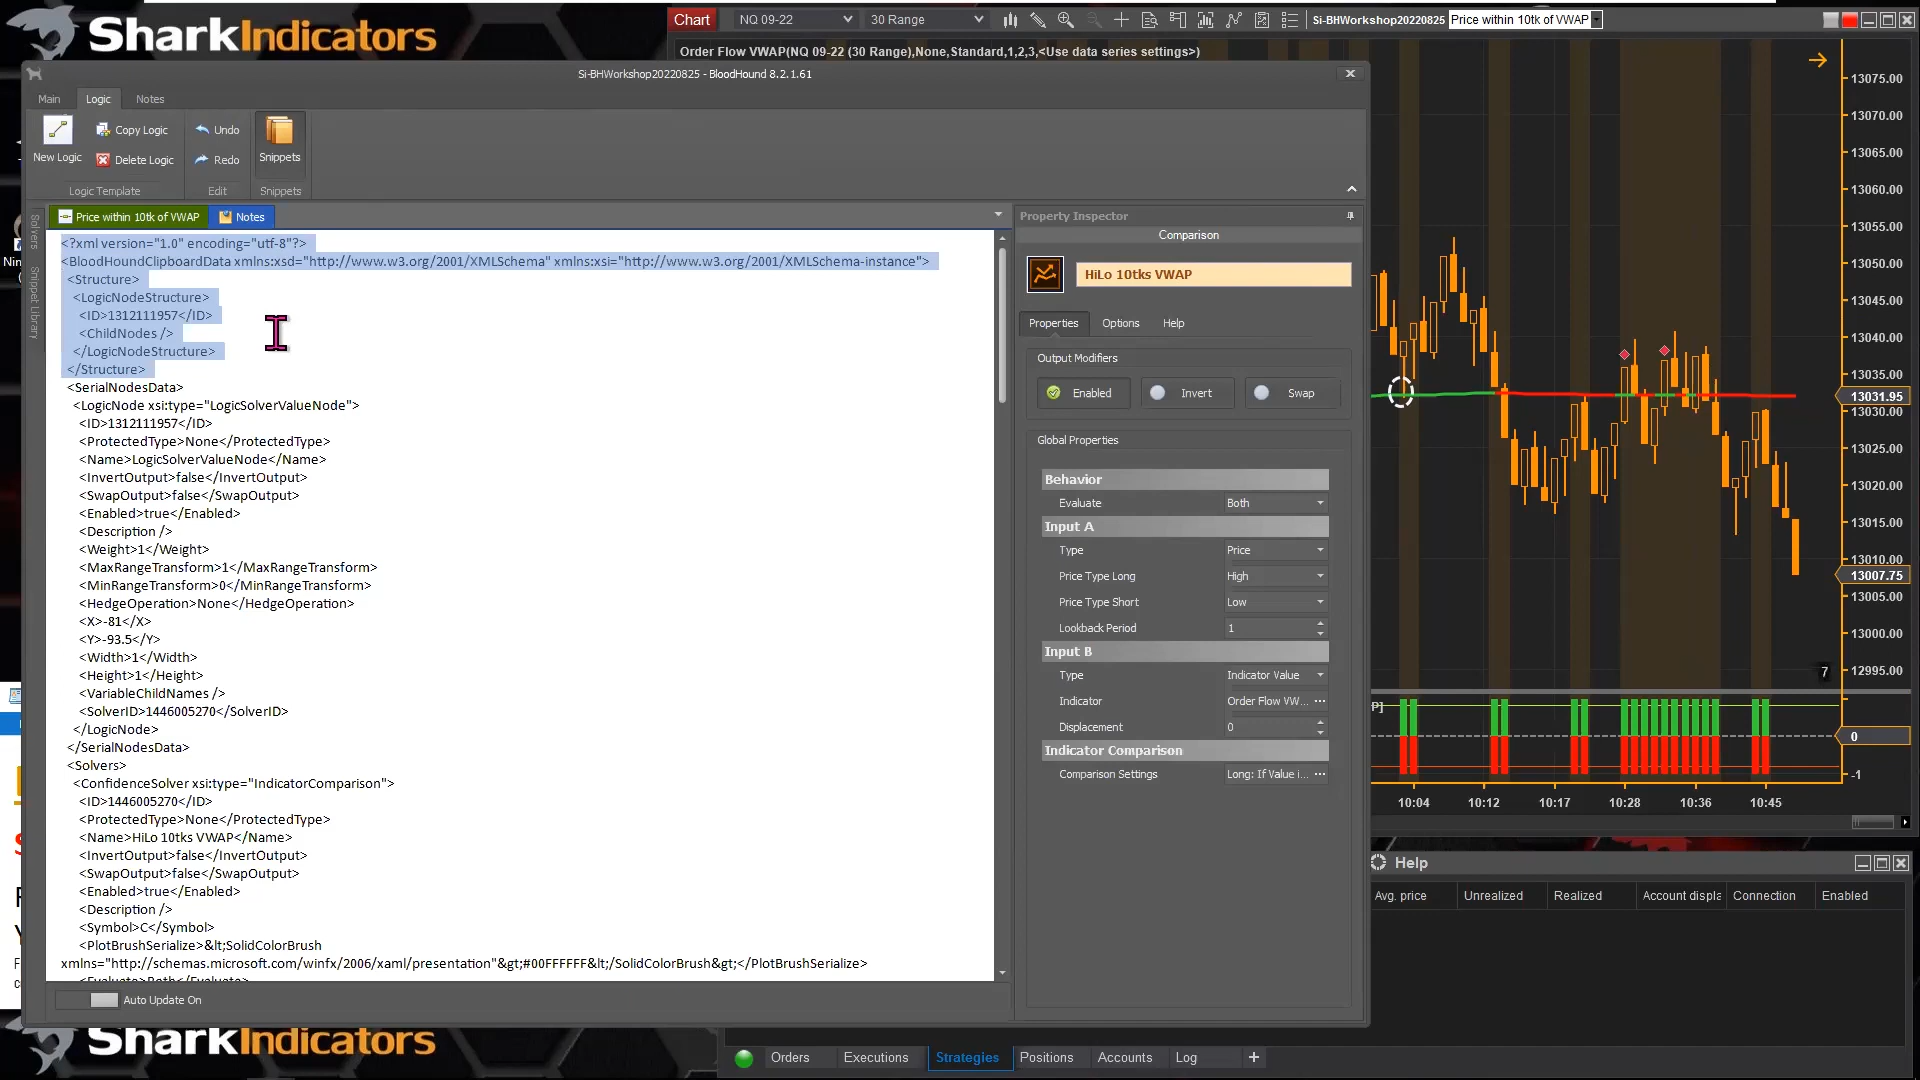 SharkIndicators
Chart
NQ 09-22
30 Range
Si-BHWorkshop20220825
Price within 10tk of VWAP
Order Flow VWAP(NQ 09-22 (30 Range),None,Standard,1,2,3,<Use data series settings>)
Si-BHWorkshop20220825 - BloodHound 8.2.1.61
Main
Logic
Notes
New Logic
Copy Logic
Delete Logic
Undo
Redo
Snippets
Logic Template
Edit
Snippets
Solvers
Snippet Library
Price within 10tk of VWAP
Notes
<?xml version="1.0" encoding="utf-8"?>
<BloodHoundClipboardData xmlns:xsd="http://www.w3.org/2001/XMLSchema" xmlns:xsi="http://www.w3.org/2001/XMLSchema-instance">
<Structure>
<LogicNodeStructure>
<ID>1312111957</ID>
<ChildNodes />
</LogicNodeStructure>
</Structure>
<SerialNodesData>
<LogicNode xsi:type="LogicSolverValueNode">
<ID>1312111957</ID>
<ProtectedType>None</ProtectedType>
<Name>LogicSolverValueNode</Name>
<InvertOutput>false</InvertOutput>
<SwapOutput>false</SwapOutput>
<Enabled>true</Enabled>
<Description />
<Weight>1</Weight>
<MaxRangeTransform>1</MaxRangeTransform>
<MinRangeTransform>0</MinRangeTransform>
<HedgeOperation>None</HedgeOperation>
<X>-81</X>
<Y>-93.5</Y>
<Width>1</Width>
<Height>1</Height>
<VariableChildNames />
<SolverID>1446005270</SolverID>
</LogicNode>
</SerialNodesData>
<Solvers>
<ConfidenceSolver xsi:type="IndicatorComparison">
<ID>1446005270</ID>
<ProtectedType>None</ProtectedType>
<Name>HiLo 10tks VWAP</Name>
<InvertOutput>false</InvertOutput>
<SwapOutput>false</SwapOutput>
<Enabled>true</Enabled>
<Description />
<Symbol>C</Symbol>
<PlotBrushSerialize>&lt;SolidColorBrush
xmlns="http://schemas.microsoft.com/winfx/2006/xaml/presentation"&gt;#00FFFFFF&lt;/SolidColorBrush&gt;</PlotBrushSerialize>
<Evaluate>Both</Evaluate>
Auto Update On
Property Inspector
Comparison
HiLo 10tks VWAP
Properties
Options
Help
Output Modifiers
Enabled
Invert
Swap
Global Properties
Behavior
Evaluate
Both
Input A
Type
Price
Price Type Long
High
Price Type Short
Low
Lookback Period
1
Input B
Type
Indicator Value
Indicator
Order Flow VW...
Displacement
0
Indicator Comparison
Comparison Settings
Long: If Value i...
13075.00
13070.00
13065.00
13060.00
13055.00
13050.00
13045.00
13040.00
13035.00
13031.95
13030.00
13025.00
13020.00
13015.00
13010.00
13007.75
13005.00
13000.00
12995.00
7
P]
0
-1
10:04
10:12
10:17
10:28
10:36
10:45
Help
Avg. price
Unrealized
Realized
Account displa
Connection
Enabled
SharkIndicators
Orders
Executions
Strategies
Positions
Accounts
Log
+